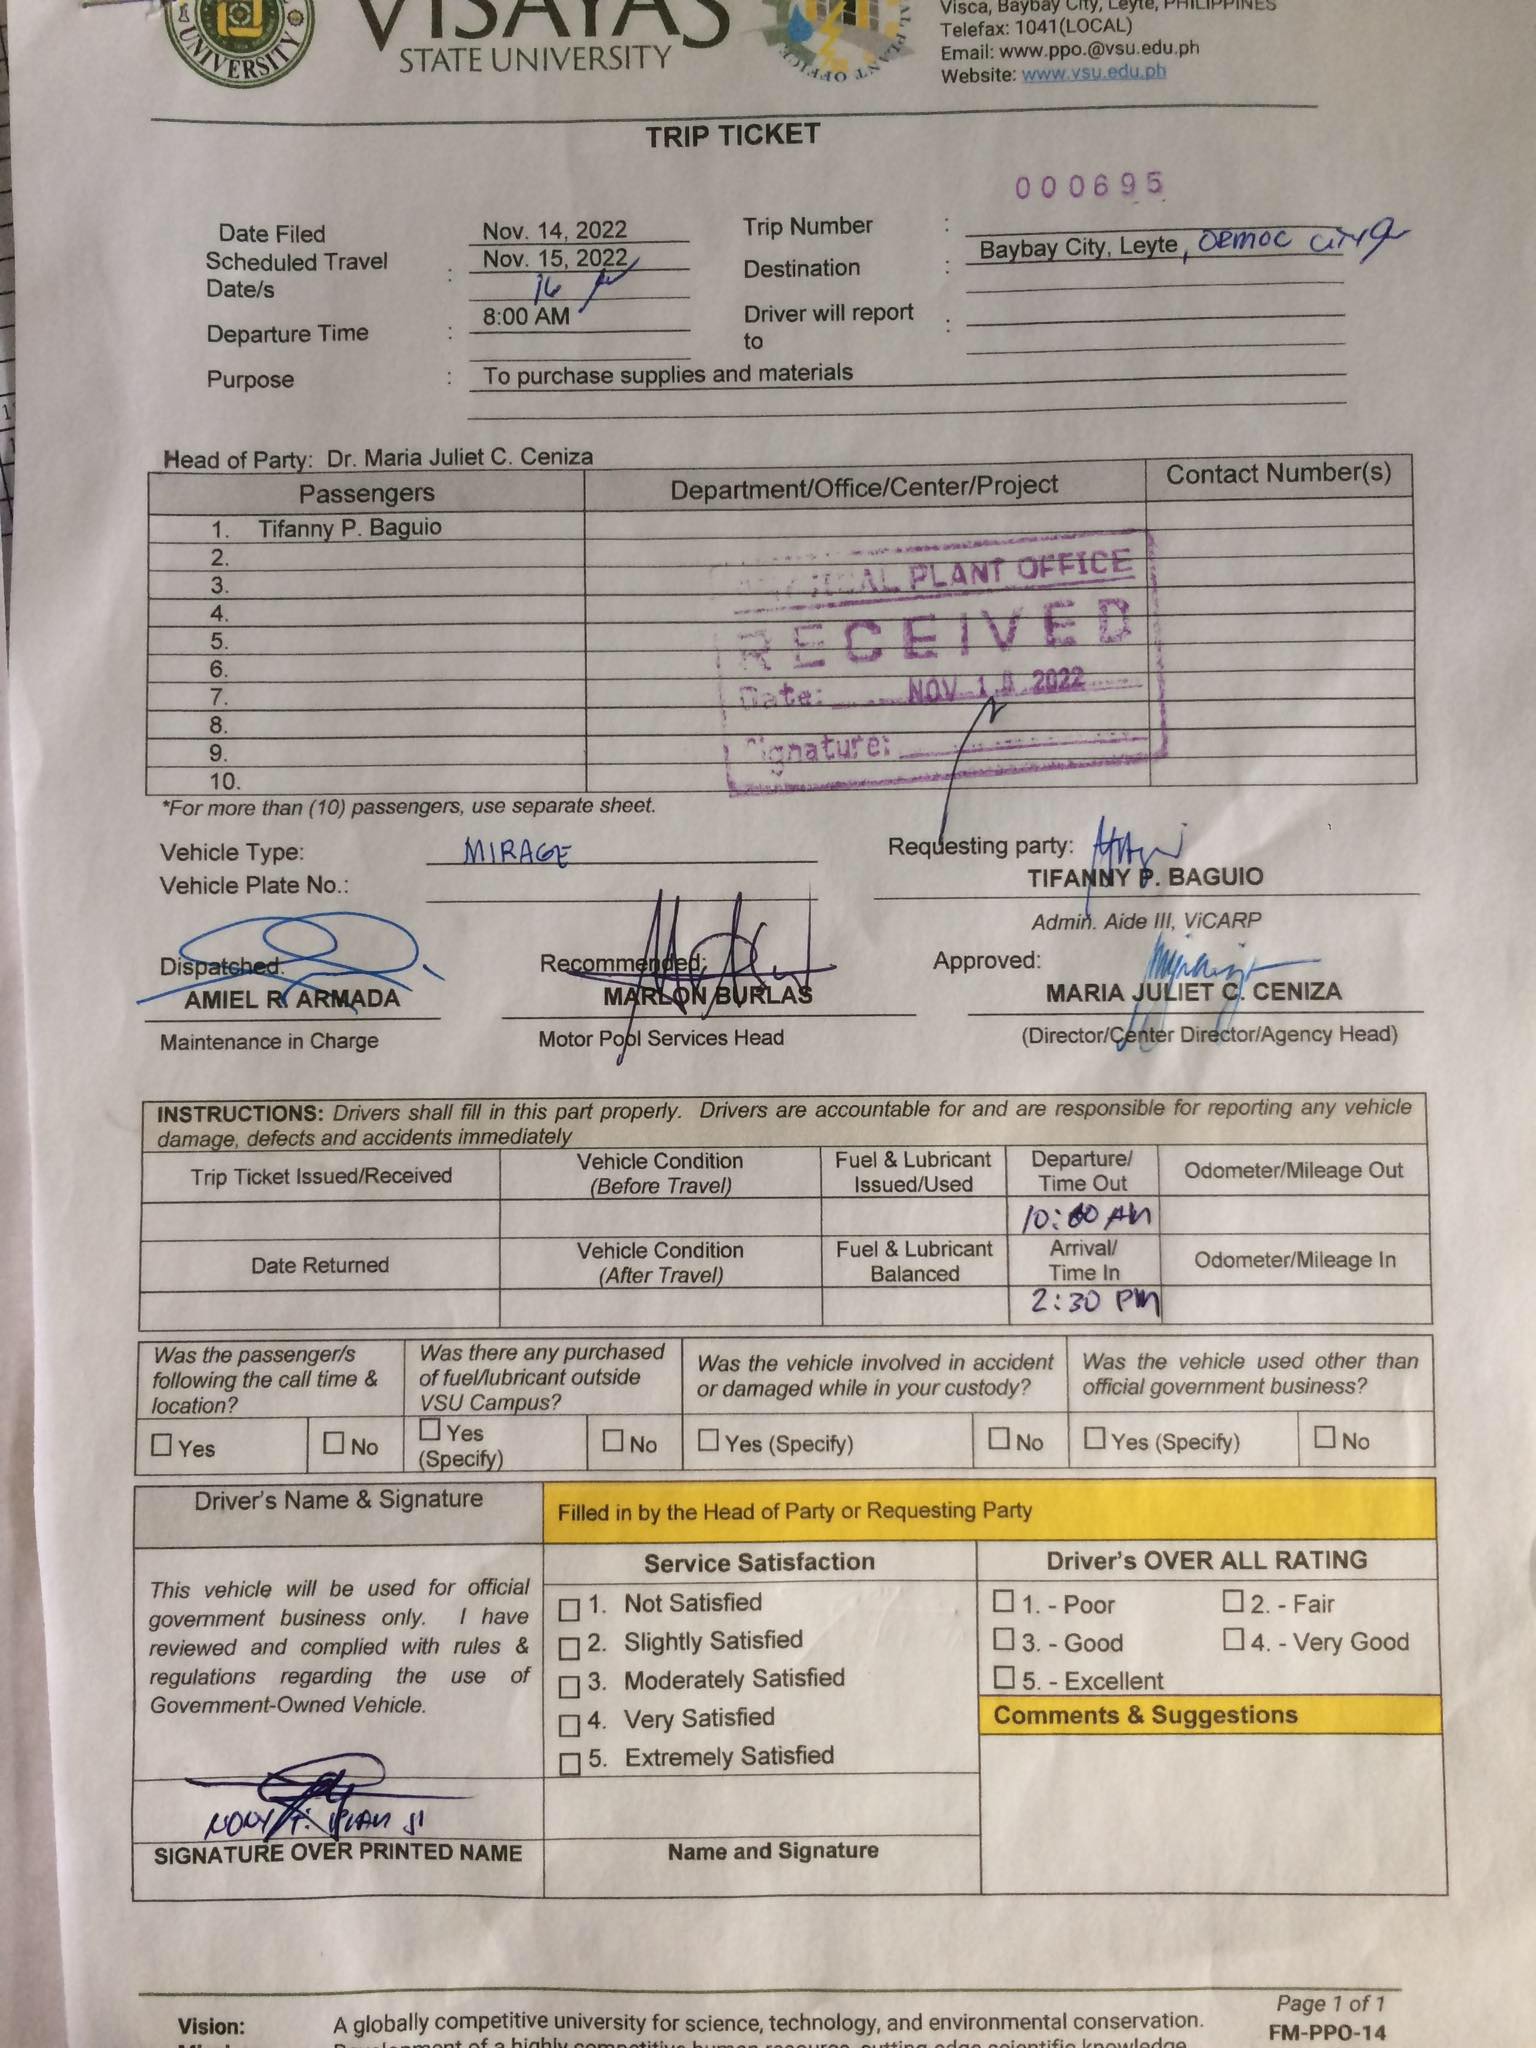 UNIVERSITY
VISAYAS
STATE UNIVERSITY
Visca, Baybay City, Leyte, PHILIPPINES
Telefax: 1041(LOCAL)
Email: www.ppo.@vsu.edu.ph
Website: www.vsu.edu.ph
TRIP TICKET
000695
Date Filed Nov. 14, 2022 Trip Number :
Scheduled Travel Date/s : Nov. 15, 2022 Destination : Baybay City, Leyte, ORMOC CITY
16
Departure Time : 8:00 AM Driver will report to :
Purpose : To purchase supplies and materials
Head of Party: Dr. Maria Juliet C. Ceniza
Passengers Department/Office/Center/Project Contact Number(s)
1. Tifanny P. Baguio
2.
3.
4.
5.
6.
7.
8.
9.
10.
PLANT OFFICE
RECEIVED
Date: NOV 2022
Signature:
*For more than (10) passengers, use separate sheet.
Vehicle Type: MIRAGE Requesting party:
Vehicle Plate No.: TIFANNY P. BAGUIO
Admin. Aide III, ViCARP
Dispatched: Recommended: Approved:
AMIEL R. ARMADA MARLON BURLAS MARIA JULIET C. CENIZA
Maintenance in Charge Motor Pool Services Head (Director/Center Director/Agency Head)
INSTRUCTIONS: Drivers shall fill in this part properly. Drivers are accountable for and are responsible for reporting any vehicle
damage, defects and accidents immediately
Trip Ticket Issued/Received Vehicle Condition (Before Travel) Fuel & Lubricant Issued/Used Departure/ Time Out Odometer/Mileage Out
10:00 AM
Date Returned Vehicle Condition (After Travel) Fuel & Lubricant Balanced Arrival/ Time In Odometer/Mileage In
2:30 PM
Was the passenger/s following the call time & location? Was there any purchased of fuel/lubricant outside VSU Campus? Was the vehicle involved in accident or damaged while in your custody? Was the vehicle used other than official government business?
Yes No Yes (Specify) No Yes (Specify) No Yes (Specify) No
Driver's Name & Signature Filled in by the Head of Party or Requesting Party
This vehicle will be used for official
government business only. I have
reviewed and complied with rules &
regulations regarding the use of
Government-Owned Vehicle.
SIGNATURE OVER PRINTED NAME
Service Satisfaction
1. Not Satisfied
2. Slightly Satisfied
3. Moderately Satisfied
4. Very Satisfied
5. Extremely Satisfied
Name and Signature
Driver's OVER ALL RATING
1. - Poor 2. - Fair
3. - Good 4. - Very Good
5. - Excellent
Comments & Suggestions
Page 1 of 1
FM-PPO-14
Vision: A globally competitive university for science, technology, and environmental conservation.
Development of a highly competitive human resource, cutting-edge scientific knowledge